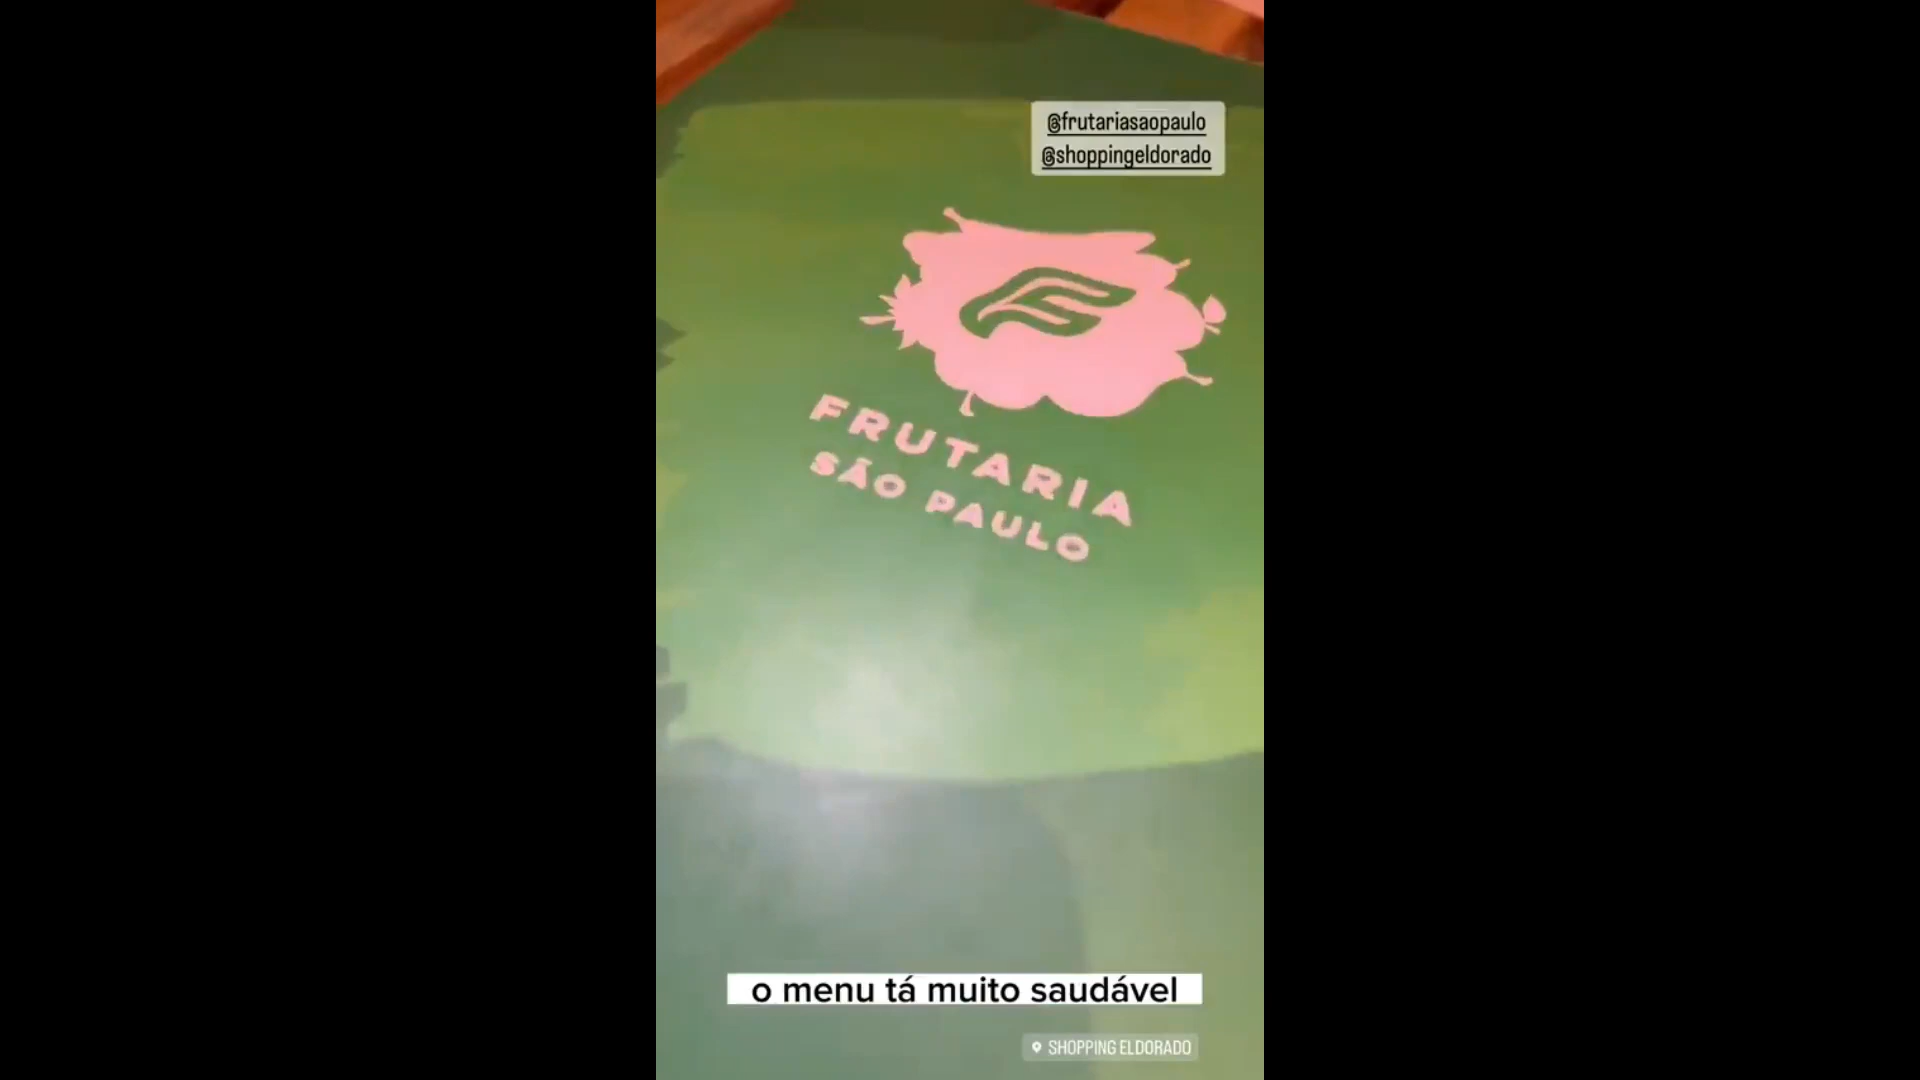 @frutariasaopaulo
@shoppingeldorado
FRUTARIA
SÃO PAULO
o menu tá muito saudável
SHOPPING ELDORADO